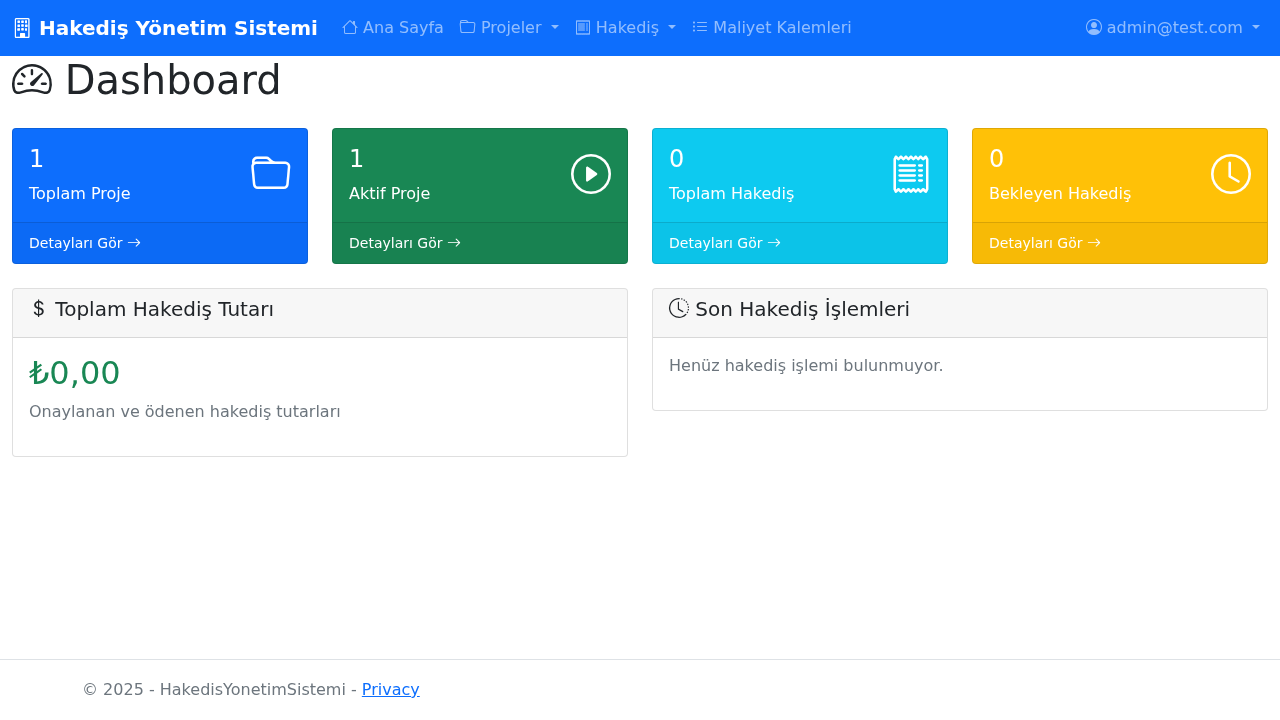 Hakediş Yönetim Sistemi Ana Sayfa Projeler Hakediş Maliyet Kalemleri admin@test.com
Dashboard
1
Toplam Proje
Detayları Gör →
1
Aktif Proje
Detayları Gör →
0
Toplam Hakediş
Detayları Gör →
0
Bekleyen Hakediş
Detayları Gör →
$ Toplam Hakediş Tutarı
₺0,00
Onaylanan ve ödenen hakediş tutarları
Son Hakediş İşlemleri
Henüz hakediş işlemi bulunmuyor.
© 2025 - HakedisYonetimSistemi - Privacy